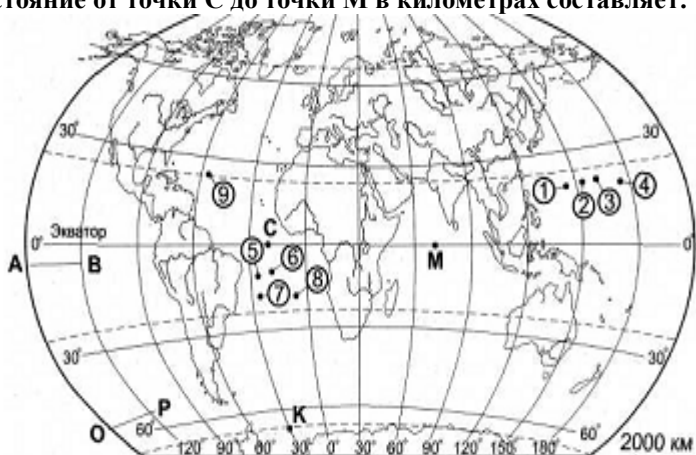 стояние от точки С до точки М в километрах составляет:
30° 30°
9 1 2 3 4
0° Экватор С 0°
А В 5 6 М
7 8
30° 30°
Р
О 60° К 60°
120° 90° 60° 30° 0° 30° 60° 90° 120° 150° 180° 2000 км